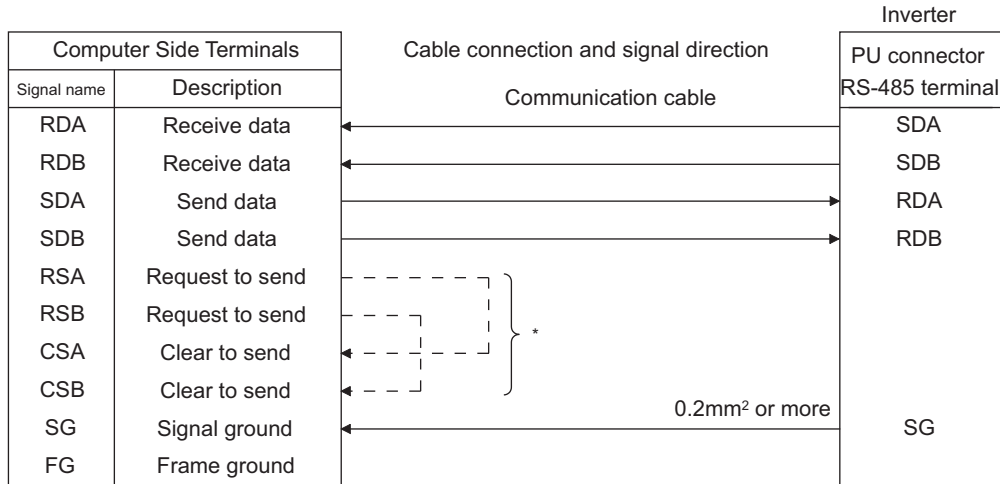 Inverter
Computer Side Terminals
Cable connection and signal direction
PU connector
RS-485 terminal
Signal name
Description
Communication cable
RDA
Receive data
SDA
RDB
Receive data
SDB
SDA
Send data
RDA
SDB
Send data
RDB
RSA
Request to send
RSB
Request to send
*
CSA
Clear to send
CSB
Clear to send
0.2mm² or more
SG
Signal ground
SG
FG
Frame ground